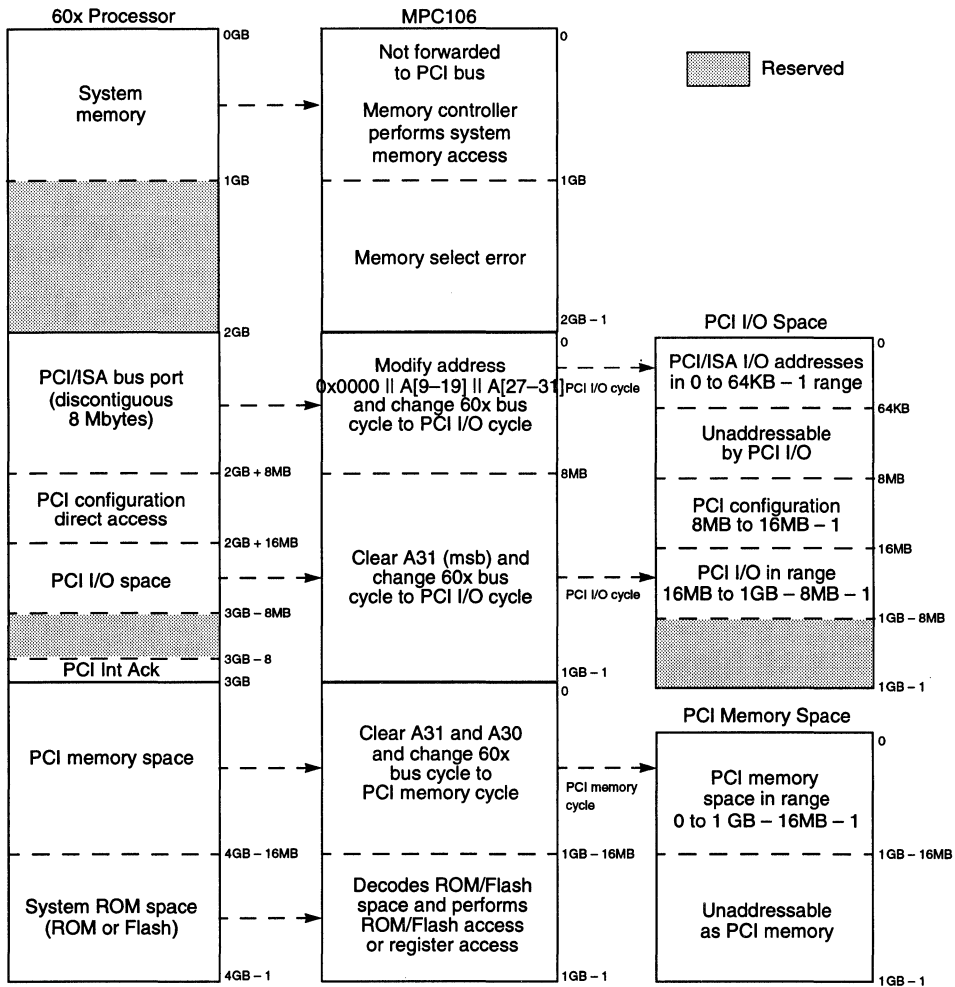 60x Processor
0GB
System
memory
1GB
2GB
PCI/ISA bus port
(discontiguous
8 Mbytes)
2GB + 8MB
PCI configuration
direct access
2GB + 16MB
PCI I/O space
3GB – 8MB
3GB – 8
PCI Int Ack
3GB
PCI memory space
4GB – 16MB
System ROM space
(ROM or Flash)
4GB – 1
MPC106
0
Not forwarded
to PCI bus
Memory controller
performs system
memory access
1GB
Memory select error
2GB – 1
0
Modify address
0x0000 || A[9–19] || A[27–31]
and change 60x bus
cycle to PCI I/O cycle
PCI I/O cycle
8MB
Clear A31 (msb) and
change 60x bus
cycle to PCI I/O cycle
PCI I/O cycle
1GB – 1
0
Clear A31 and A30
and change 60x
bus cycle to
PCI memory cycle
PCI memory
cycle
1GB – 16MB
Decodes ROM/Flash
space and performs
ROM/Flash access
or register access
1GB – 1
Reserved
PCI I/O Space
0
PCI/ISA I/O addresses
in 0 to 64KB – 1 range
64KB
Unaddressable
by PCI I/O
8MB
PCI configuration
8MB to 16MB – 1
16MB
PCI I/O in range
16MB to 1GB – 8MB – 1
1GB – 8MB
1GB – 1
PCI Memory Space
0
PCI memory
space in range
0 to 1 GB – 16MB – 1
1GB – 16MB
Unaddressable
as PCI memory
1GB – 1